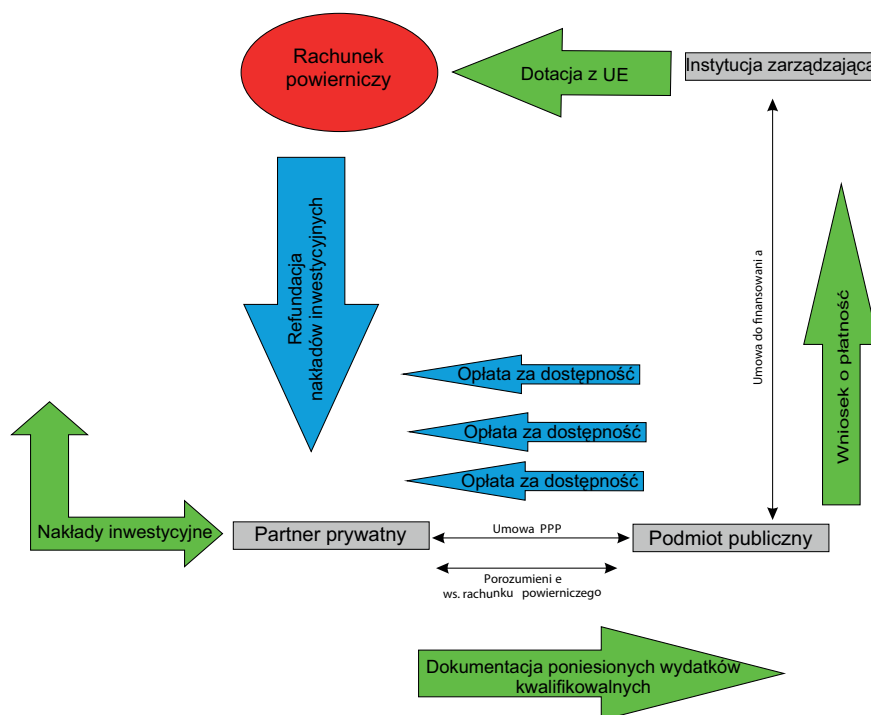 Rachunek
powierniczy
Dotacja z UE
Instytucja zarządzająca
Refundacja
nakładów inwestycyjnych
Umowa do finansowani a
Wniosek o płatność
Opłata za dostępność
Opłata za dostępność
Opłata za dostępność
Nakłady inwestycyjne
Partner prywatny
Umowa PPP
Podmiot publiczny
Porozumieni e
ws. rachunku powierniczego
Dokumentacja poniesionych wydatków
kwalifikowalnych